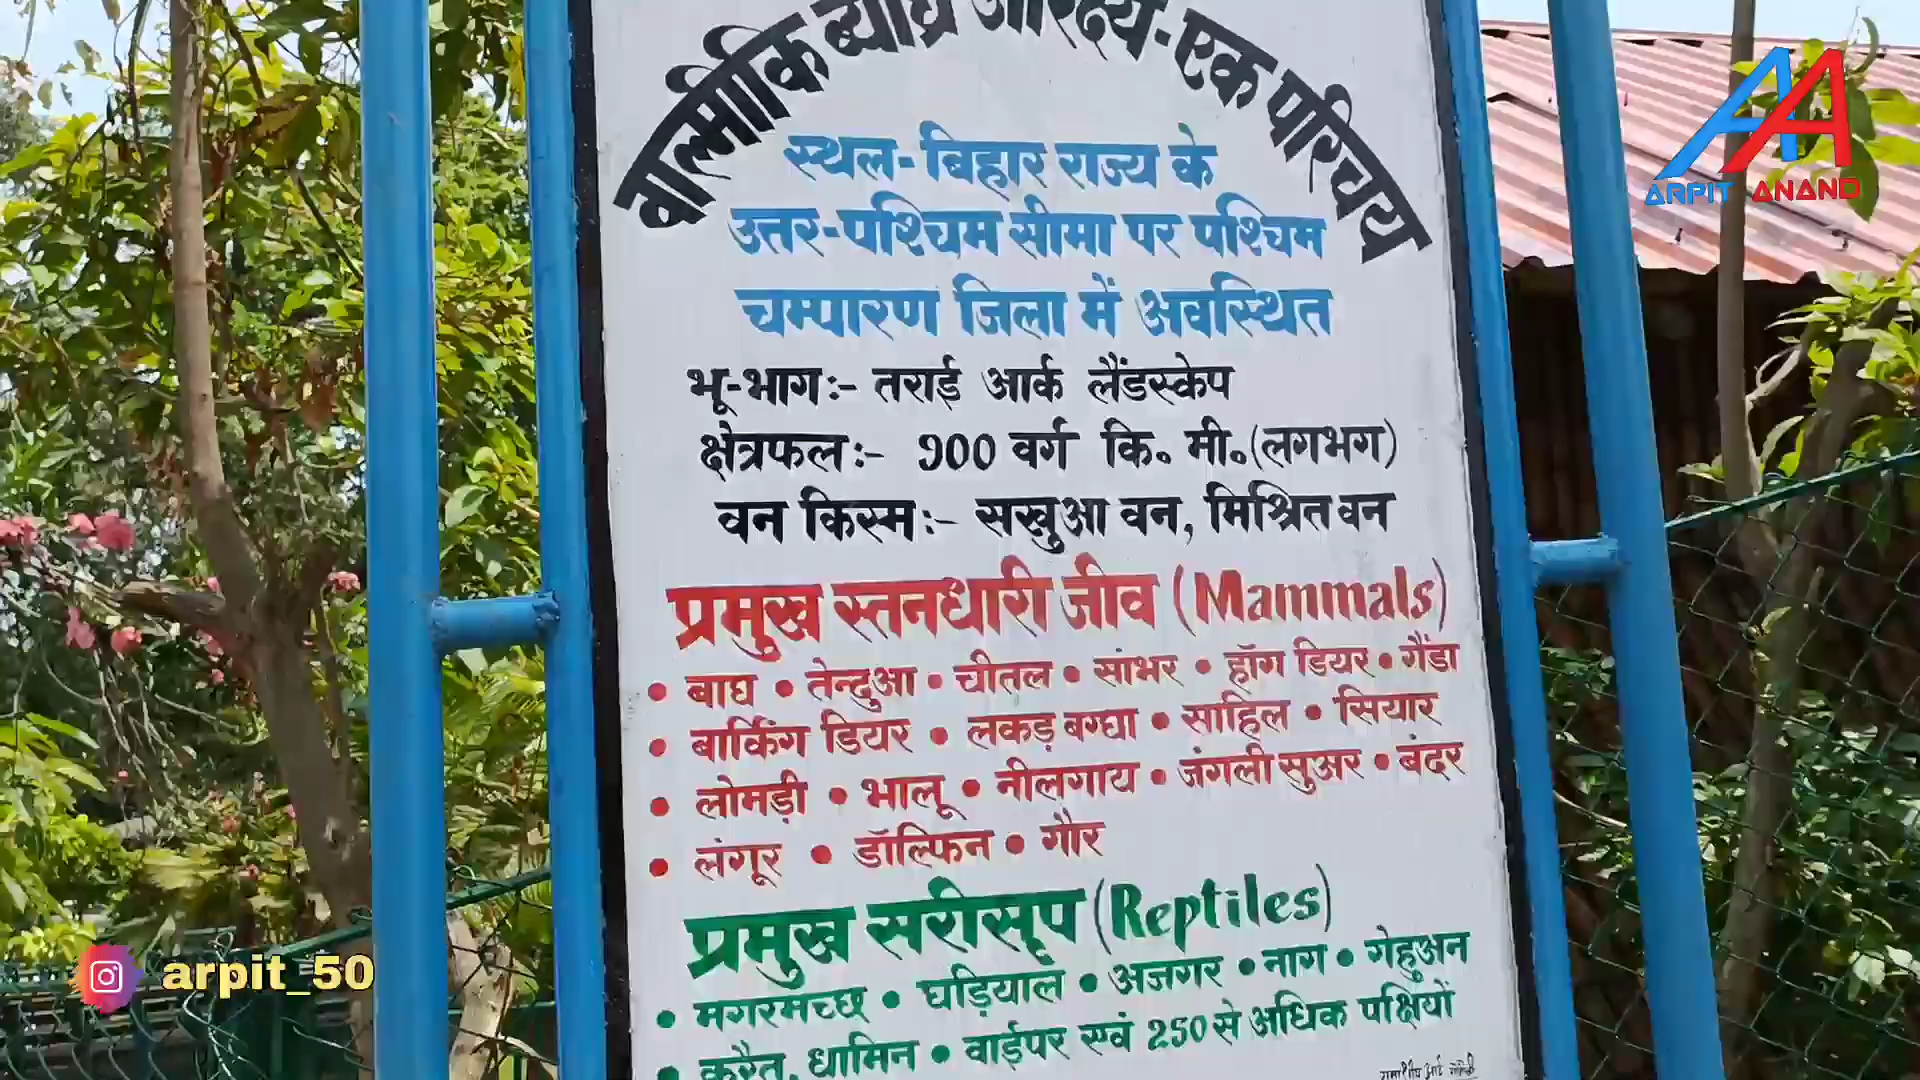 वाल्मीकि व्याघ्र आरक्ष्य-एक परिचय
स्थल- बिहार राज्य के
उत्तर-पश्चिम सीमा पर पश्चिम
चम्पारण जिला में अवस्थित
भू-भाग:- तराई आर्क लैंडस्केप
क्षेत्रफल:- 900 वर्ग कि. मी.(लगभग)
वन किस्म:- सखुआ वन, मिश्रित वन
प्रमुख स्तनधारी जीव (Mammals)
• बाघ • तेन्दुआ • चीतल • सांभर • हॉग डियर • गैंडा
• बार्किंग डियर • लकड़ बग्घा • साहिल • सियार
• लोमड़ी • भालू • नीलगाय • जंगली सुअर • बंदर
• लंगूर • डॉल्फिन • गौर
प्रमुख सरीसृप (Reptiles)
• मगरमच्छ • घड़ियाल • अजगर • नाग • गेहुअन
• करैत, धामिन • वाईपर एवं 250 से अधिक पक्षियों
ARPIT ANAND
arpit_50